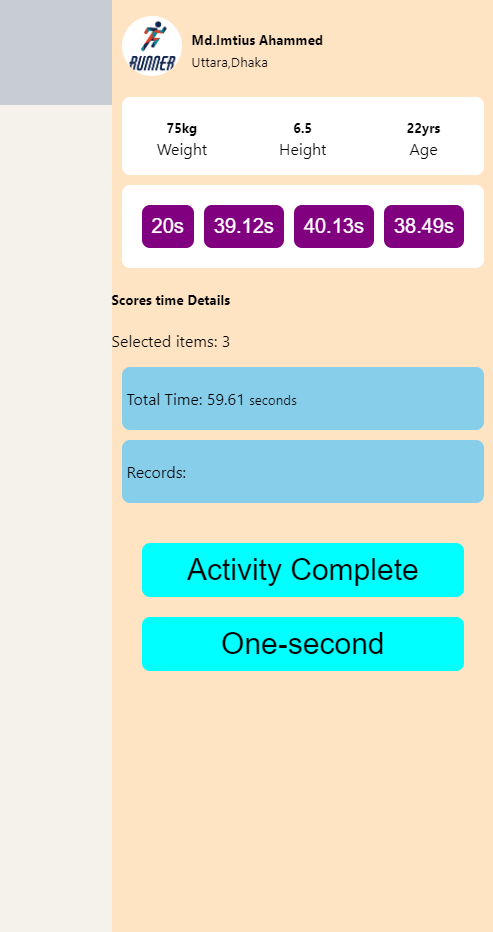 RUNNER
Md.Imtius Ahammed
Uttara,Dhaka
75kg 6.5 22yrs
Weight Height Age
20s 39.12s 40.13s 38.49s
Scores time Details
Selected items: 3
Total Time: 59.61 seconds
Records:
Activity Complete
One-second